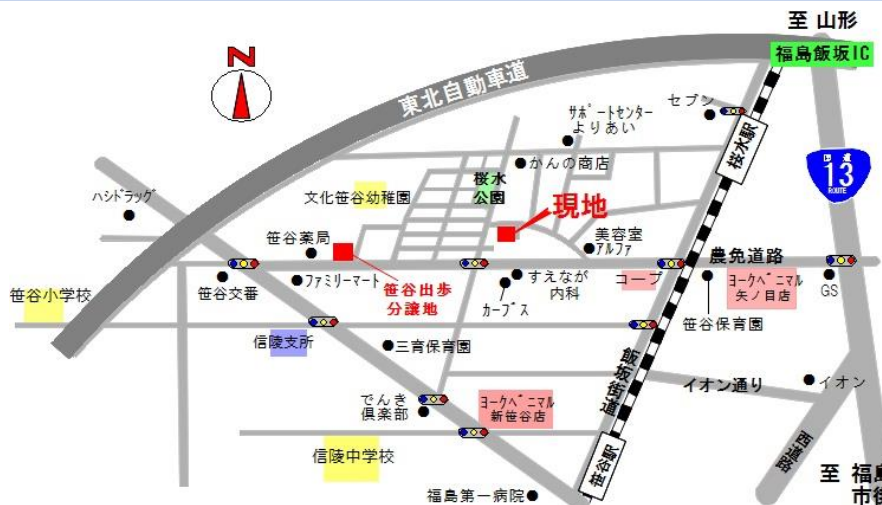 至 山形
福島飯坂IC
N
東北自動車道
セブン
サポートセンター
よりあい
桜水駅
かんの商店
国道
13
ROUTE
桜水
公園
文化笹谷幼稚園
ハシドラッグ
現地
美容室
アルファ
笹谷薬局
農免道路
笹谷交番
ファミリーマート
笹谷出歩
分譲地
すえなが
内科
カーブス
コープ
ヨークベニマル
矢ノ目店
GS
笹谷小学校
笹谷保育園
信陵支所
三育保育園
飯坂街道
イオン通り
イオン
でんき
倶楽部
ヨークベニマル
新笹谷店
西道路
信陵中学校
笹谷駅
至 福島
市街
福島第一病院